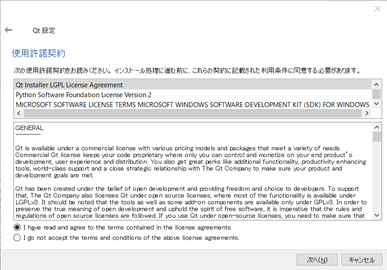 Qt 設定
使用許諾契約
次の使用許諾契約をお読みください。インストール処理に進む前に、これらの契約に記載された利用条件に同意する必要があります。
Qt Installer LGPL License Agreement
Python Software Foundation License Version 2
MICROSOFT SOFTWARE LICENSE TERMS MICROSOFT WINDOWS SOFTWARE DEVELOPMENT KIT (SDK) FOR WINDOWS
GENERAL
-------
Qt is available under a commercial license with various pricing models and packages that meet a variety of needs.
Commercial Qt license keeps your code proprietary where only you can control and monetize on your end product's
development, user experience and distribution. You also get great perks like additional functionality, productivity enhancing
tools, world-class support and a close strategic relationship with The Qt Company to make sure your product and
development goals are met.
Qt has been created under the belief of open development and providing freedom and choice to developers. To support
that, The Qt Company also licenses Qt under open source licenses, where most of the functionality is available under
LGPLv3. It should be noted that the tools as well as some add-on components are available only under GPLv3. In order to
preserve the true meaning of open development and uphold the spirit of free software, it is imperative that the rules and
regulations of open source licenses are followed. If you use Qt under open-source licenses, you need to make sure that
I have read and agree to the terms contained in the license agreements.
I do not accept the terms and conditions of the above license agreements.
次へ(N)
キャンセル